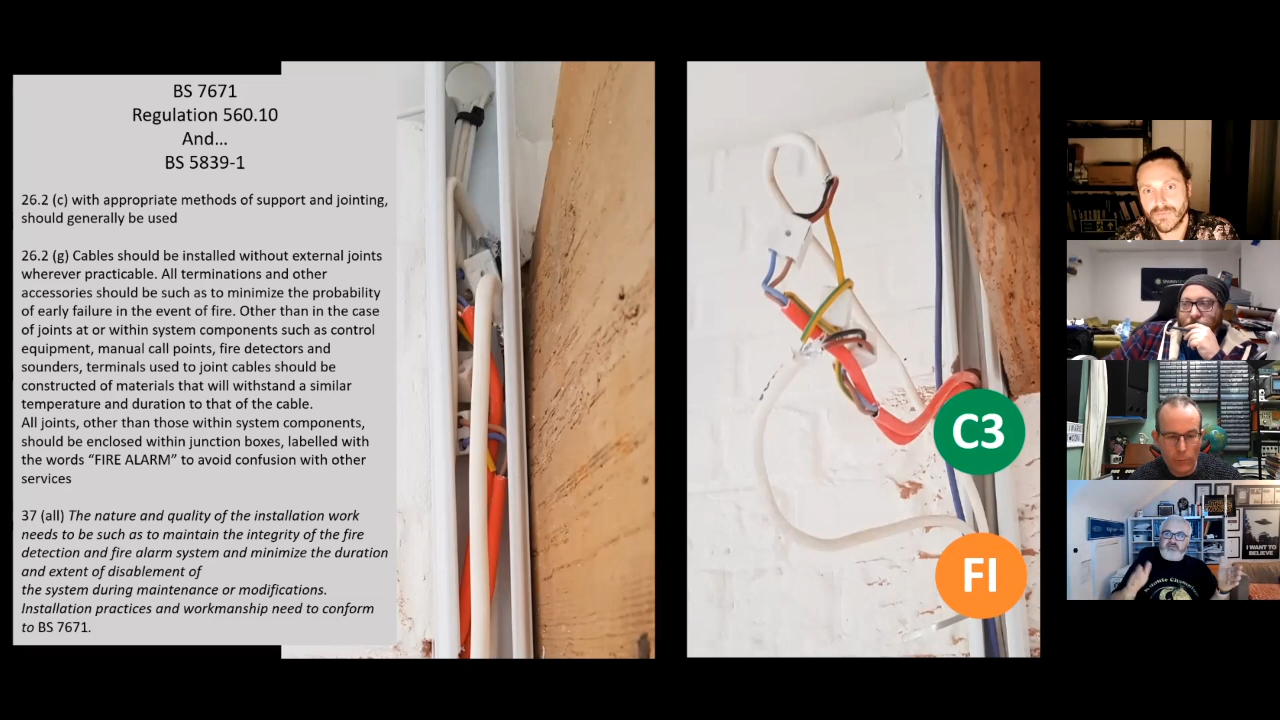 BS 7671
Regulation 560.10
And...
BS 5839-1
26.2 (c) with appropriate methods of support and jointing,
should generally be used
26.2 (g) Cables should be installed without external joints
wherever practicable. All terminations and other
accessories should be such as to minimize the probability
of early failure in the event of fire. Other than in the case
of joints at or within system components such as control
equipment, manual call points, fire detectors and
sounders, terminals used to joint cables should be
constructed of materials that will withstand a similar
temperature and duration to that of the cable.
All joints, other than those within system components,
should be enclosed within junction boxes, labelled with
the words “FIRE ALARM” to avoid confusion with other
services
37 (all) The nature and quality of the installation work
needs to be such as to maintain the integrity of the fire
detection and fire alarm system and minimize the duration
and extent of disablement of
the system during maintenance or modifications.
Installation practices and workmanship need to conform
to BS 7671.
C3
FI
I WANT TO
BELIEVE